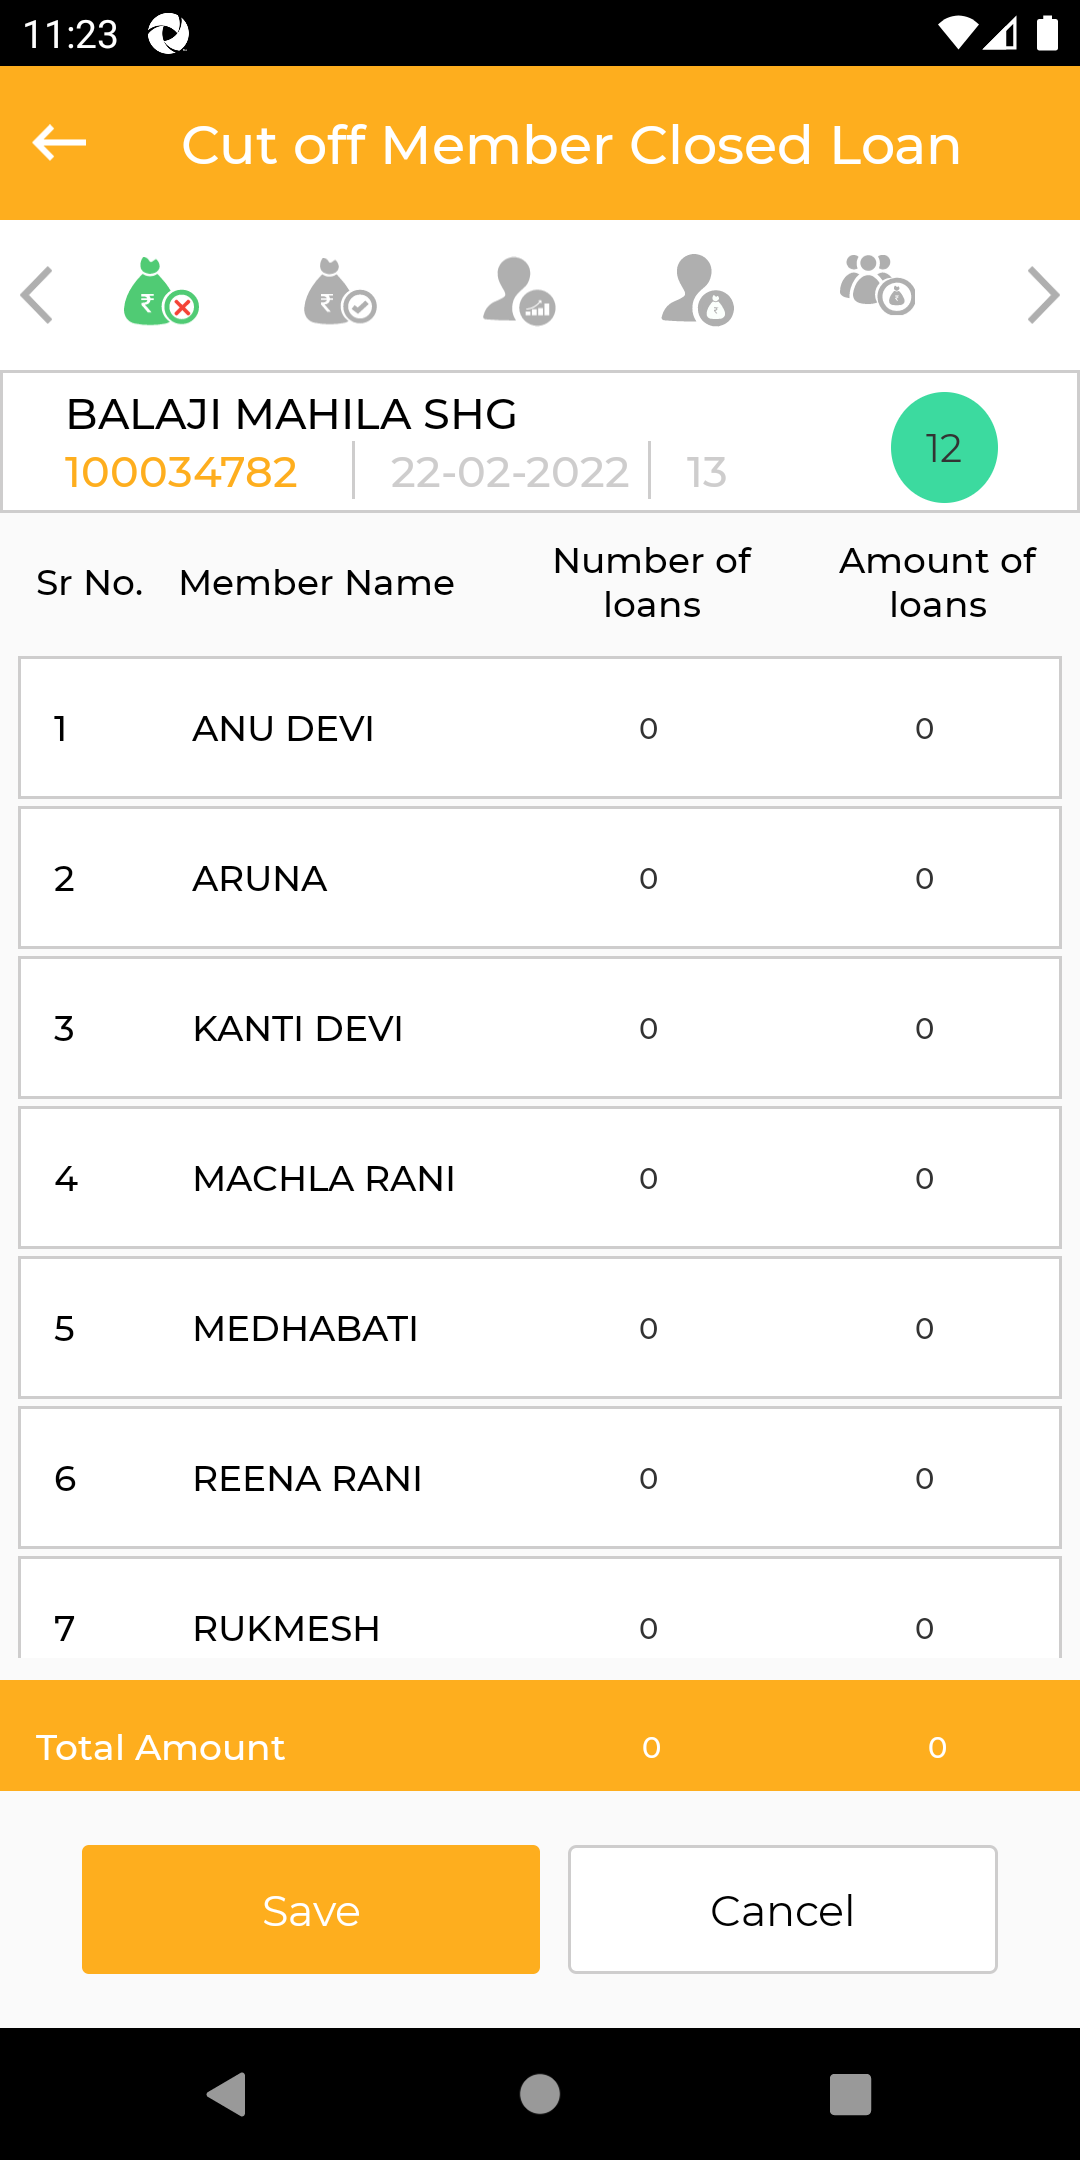 11:23
Cut off Member Closed Loan
BALAJI MAHILA SHG
100034782 22-02-2022 13
12
Sr No. Member Name Number of loans Amount of loans
1 ANU DEVI 0 0
2 ARUNA 0 0
3 KANTI DEVI 0 0
4 MACHLA RANI 0 0
5 MEDHABATI 0 0
6 REENA RANI 0 0
7 RUKMESH 0 0
Total Amount 0 0
Save Cancel